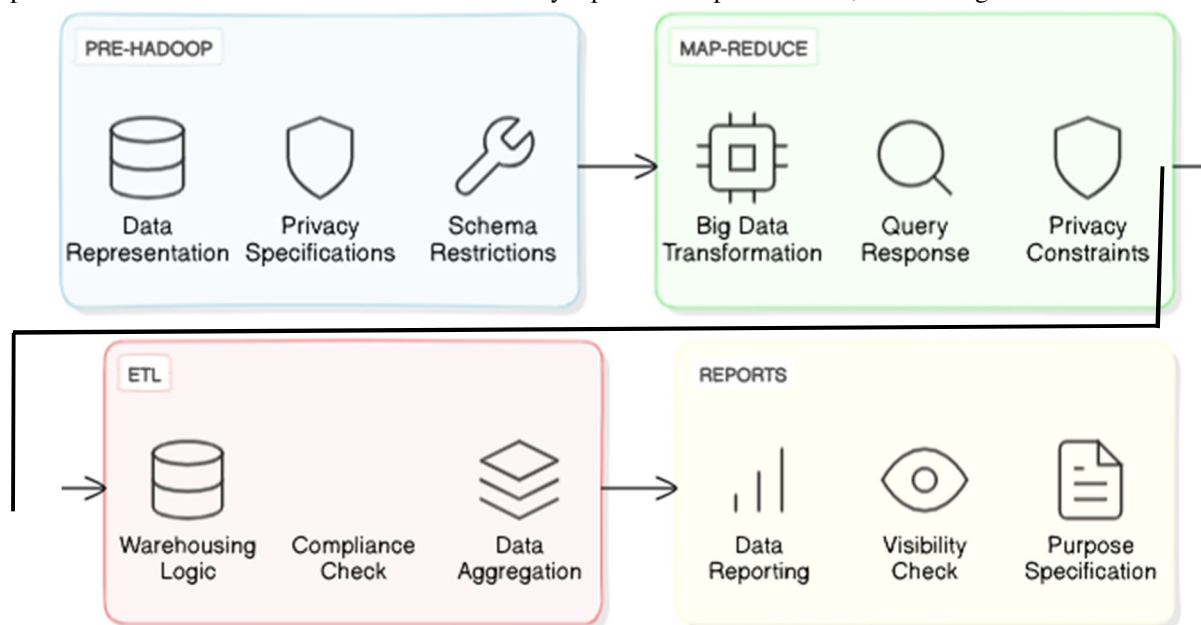 PRE-HADOOP
Data
Representation
Privacy
Specifications
Schema
Restrictions
MAP-REDUCE
Big Data
Transformation
Query
Response
Privacy
Constraints
ETL
Warehousing
Logic
Compliance
Check
Data
Aggregation
REPORTS
Data
Reporting
Visibility
Check
Purpose
Specification